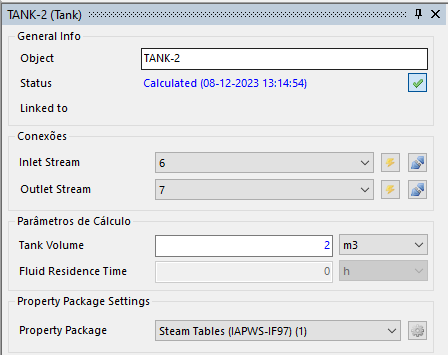 TANK-2 (Tank)
General Info
Object TANK-2
Status Calculated (08-12-2023 13:14:54)
Linked to
Conexões
Inlet Stream 6
Outlet Stream 7
Parâmetros de Cálculo
Tank Volume 2 m3
Fluid Residence Time 0 h
Property Package Settings
Property Package Steam Tables (IAPWS-IF97) (1)